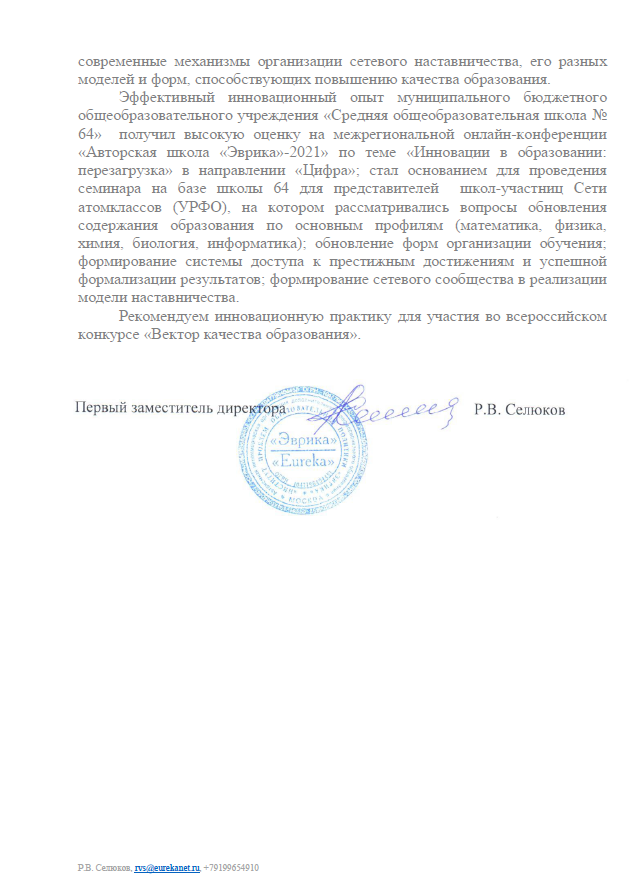 современные механизмы организации сетевого наставничества, его разных
моделей и форм, способствующих повышению качества образования.
Эффективный инновационный опыт муниципального бюджетного
общеобразовательного учреждения «Средняя общеобразовательная школа №
64» получил высокую оценку на межрегиональной онлайн-конференции
«Авторская школа «Эврика»-2021» по теме «Инновации в образовании:
перезагрузка» в направлении «Цифра»; стал основанием для проведения
семинара на базе школы 64 для представителей школ-участниц Сети
атомклассов (УРФО), на котором рассматривались вопросы обновления
содержания образования по основным профилям (математика, физика,
химия, биология, информатика); обновление форм организации обучения;
формирование системы доступа к престижным достижениям и успешной
формализации результатов; формирование сетевого сообщества в реализации
модели наставничества.
Рекомендуем инновационную практику для участия во всероссийском
конкурсе «Вектор качества образования».
Первый заместитель директора Р.В. Селюков
«Эврика»
«Eureka»
МОСКВА
Р.В. Селюков, rvs@eurekanet.ru, +79199654910